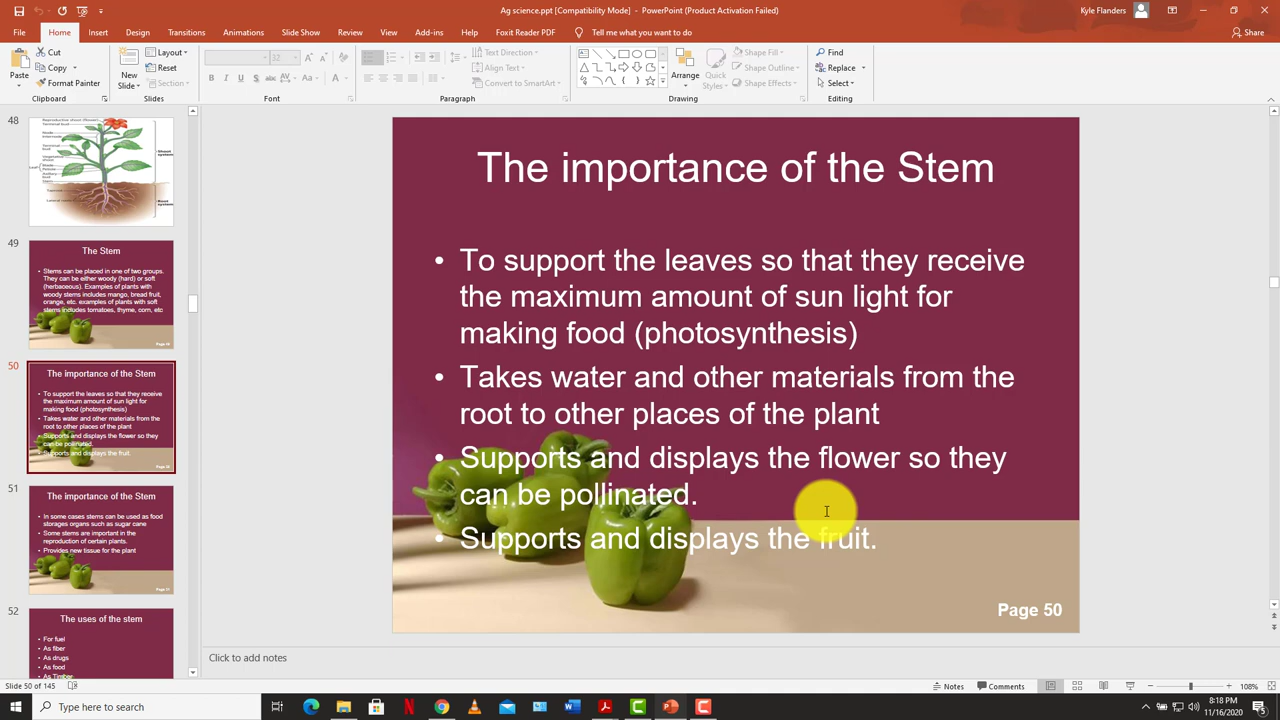 Ag science.ppt [Compatibility Mode] - PowerPoint (Product Activation Failed)
Kyle Flanders
File Home Insert Design Transitions Animations Slide Show Review View Add-ins Help Foxit Reader PDF Tell me what you want to do
Share
Paste
Cut
Copy
Format Painter
Clipboard
New
Slide
Layout
Reset
Section
Slides
32
Font
Text Direction
Align Text
Convert to SmartArt
Paragraph
Arrange
Quick
Styles
Shape Fill
Shape Outline
Shape Effects
Drawing
Find
Replace
Select
Editing
48
49
The Stem
• Stems can be placed in one of two groups.
They can be either woody (hard) or soft
(herbaceous). Examples of plants with
woody stems includes mango, bread fruit,
orange, etc. examples of plants with soft
stems includes tomatoes, thyme, corn, etc
Page 49
50
The importance of the Stem
• To support the leaves so that they receive
the maximum amount of sun light for
making food (photosynthesis)
• Takes water and other materials from the
root to other places of the plant
• Supports and displays the flower so they
can be pollinated.
• Supports and displays the fruit.
Page 50
51
The importance of the Stem
• In some cases stems can be used as food
storages organs such as sugar cane
• Some stems are important in the
reproduction of certain plants.
• Provides new tissue for the plant
Page 51
52
The uses of the stem
• For fuel
• As fiber
• As drugs
• As food
• As Timber
The importance of the Stem
• To support the leaves so that they receive
the maximum amount of sun light for
making food (photosynthesis)
• Takes water and other materials from the
root to other places of the plant
• Supports and displays the flower so they
can be pollinated.
• Supports and displays the fruit.
Page 50
Click to add notes
Slide 50 of 145
Notes
Comments
108%
Type here to search
8:18 PM
11/16/2020